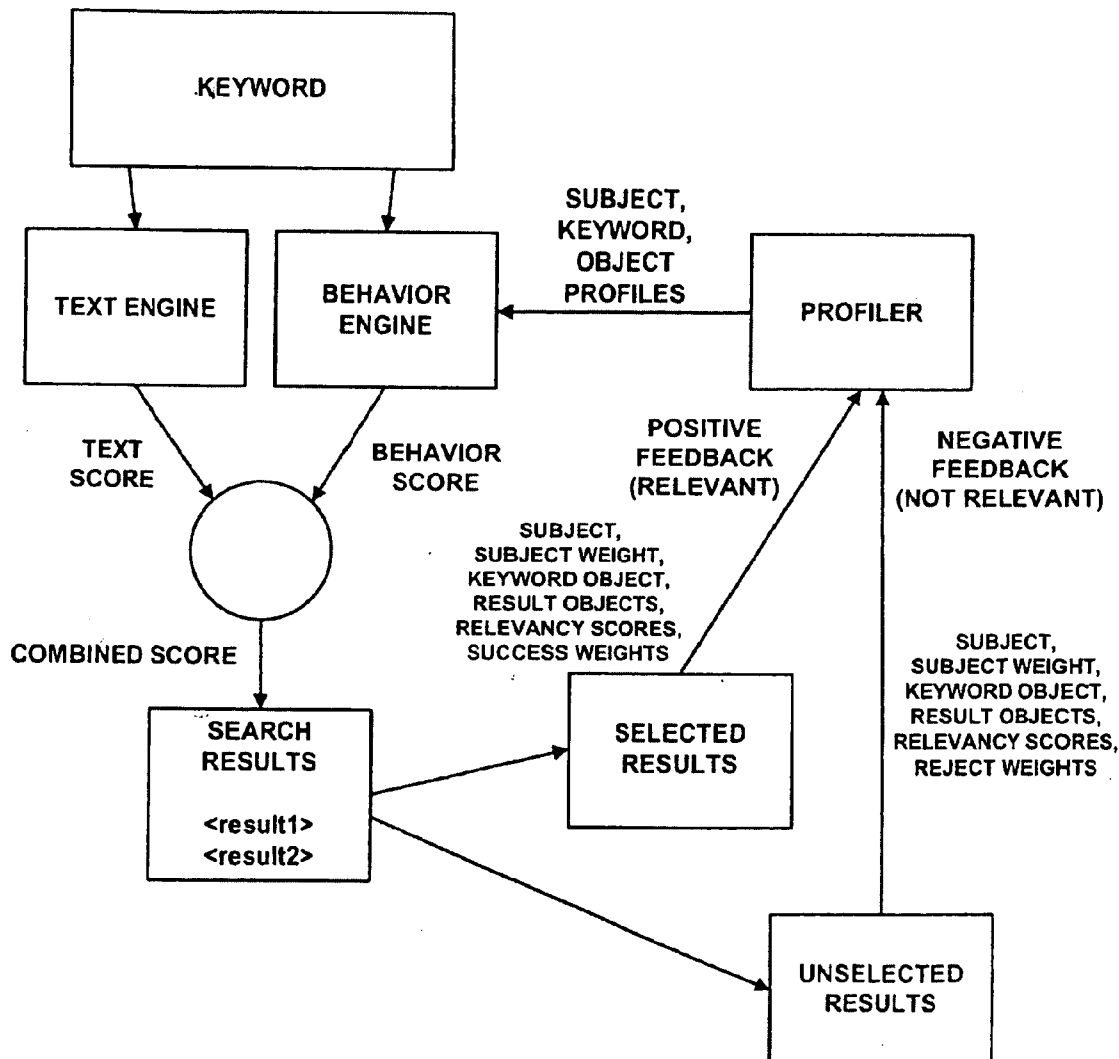 KEYWORD
SUBJECT,
KEYWORD,
OBJECT
PROFILES
TEXT ENGINE
BEHAVIOR
ENGINE
PROFILER
TEXT
SCORE
BEHAVIOR
SCORE
POSITIVE
FEEDBACK
(RELEVANT)
NEGATIVE
FEEDBACK
(NOT RELEVANT)
SUBJECT,
SUBJECT WEIGHT,
KEYWORD OBJECT,
RESULT OBJECTS,
RELEVANCY SCORES,
SUCCESS WEIGHTS
COMBINED SCORE
SUBJECT,
SUBJECT WEIGHT,
KEYWORD OBJECT,
RESULT OBJECTS,
RELEVANCY SCORES,
REJECT WEIGHTS
SEARCH
RESULTS
<result1>
<result2>
SELECTED
RESULTS
UNSELECTED
RESULTS